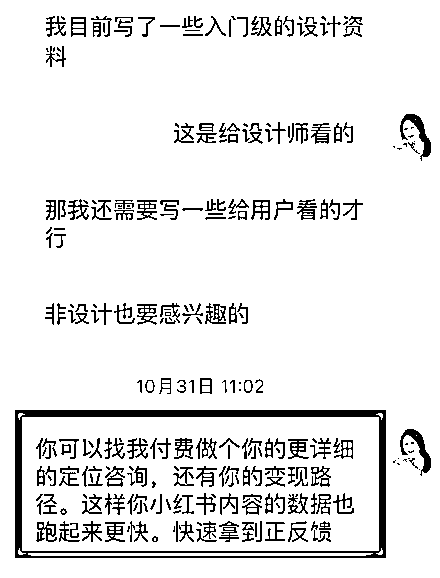 我目前写了一些入门级的设计资
料
这是给设计师看的
那我还需要写一些给用户看的才
行
非设计也要感兴趣的
10月31日 11:02
你可以找我付费做个你的更详细
的定位咨询，还有你的变现路
径。这样你小红书内容的数据也
跑起来更快。快速拿到正反馈